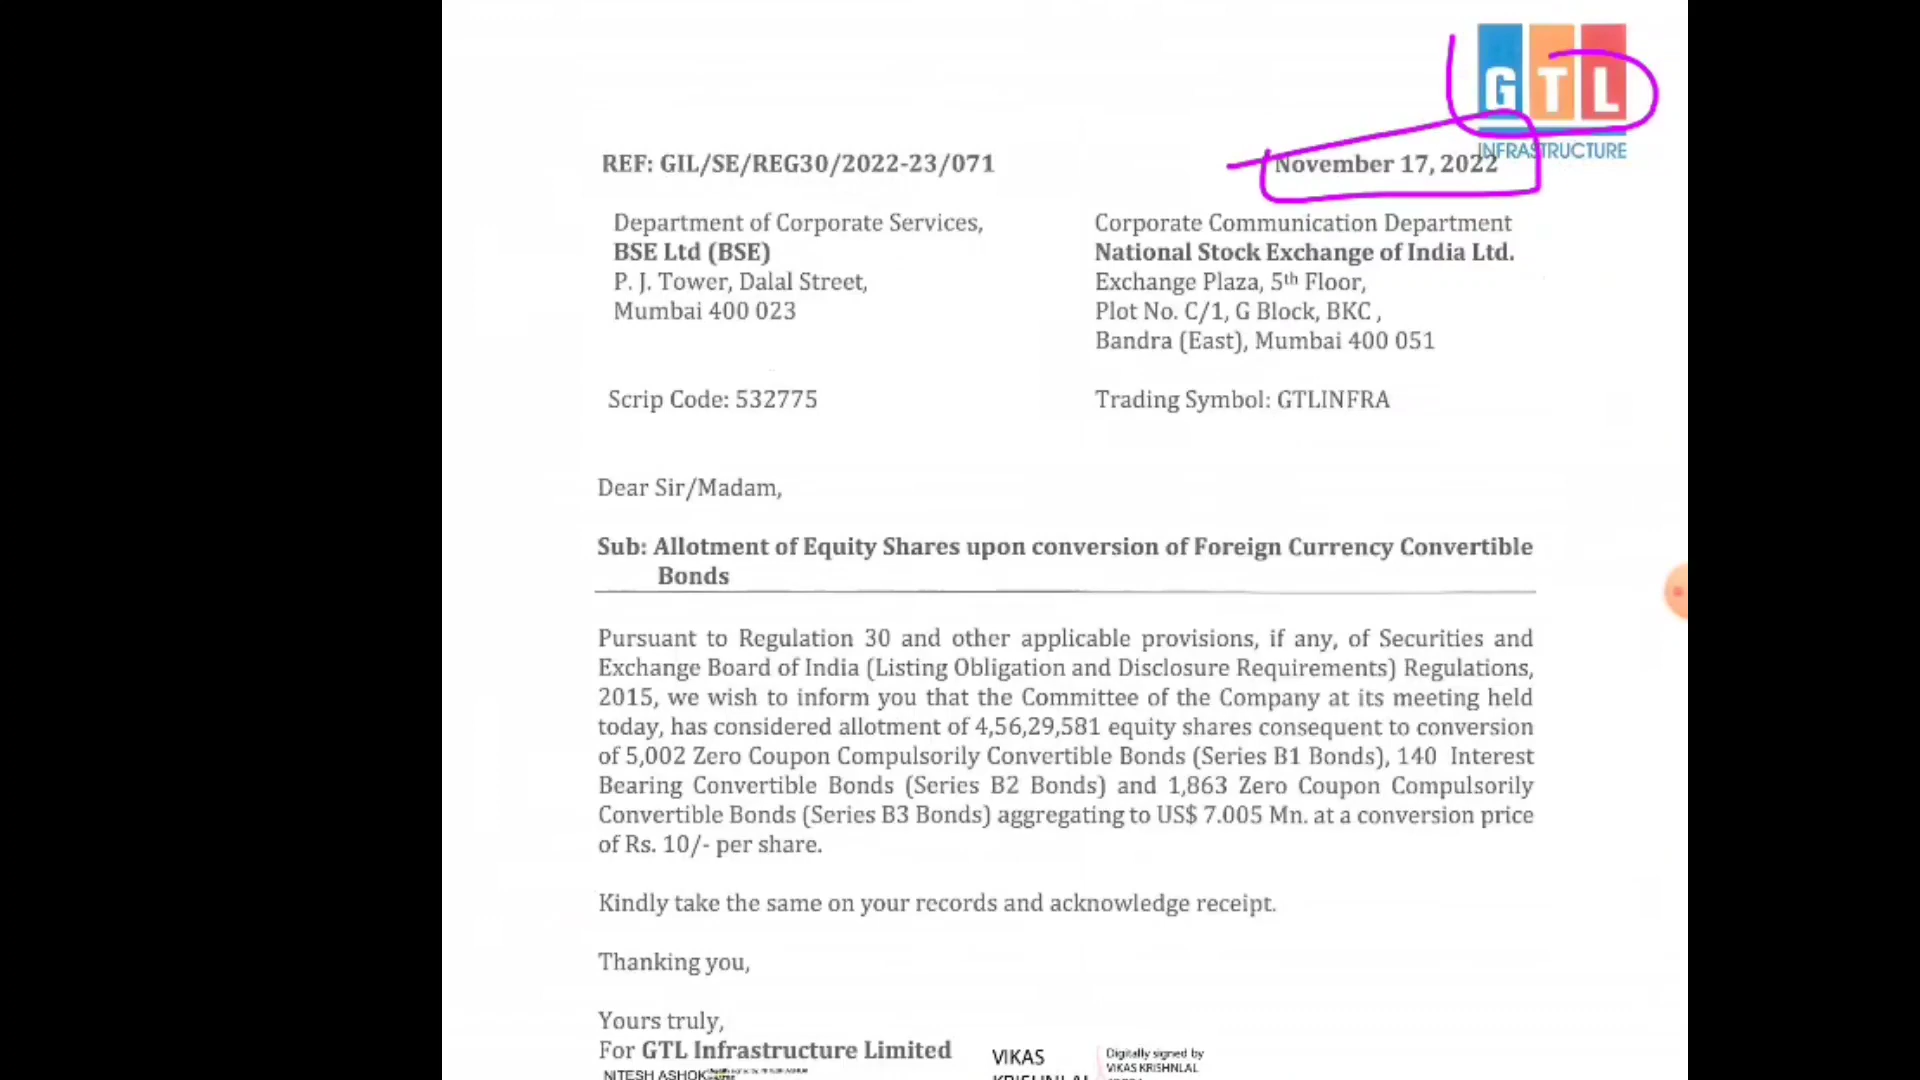 GTL
INFRASTRUCTURE
REF: GIL/SE/REG30/2022-23/071
November 17, 2022
Department of Corporate Services,
BSE Ltd (BSE)
P. J. Tower, Dalal Street,
Mumbai 400 023
Corporate Communication Department
National Stock Exchange of India Ltd.
Exchange Plaza, 5th Floor,
Plot No. C/1, G Block, BKC ,
Bandra (East), Mumbai 400 051
Scrip Code: 532775
Trading Symbol: GTLINFRA
Dear Sir/Madam,
Sub: Allotment of Equity Shares upon conversion of Foreign Currency Convertible
Bonds
Pursuant to Regulation 30 and other applicable provisions, if any, of Securities and
Exchange Board of India (Listing Obligation and Disclosure Requirements) Regulations,
2015, we wish to inform you that the Committee of the Company at its meeting held
today, has considered allotment of 4,56,29,581 equity shares consequent to conversion
of 5,002 Zero Coupon Compulsorily Convertible Bonds (Series B1 Bonds), 140 Interest
Bearing Convertible Bonds (Series B2 Bonds) and 1,863 Zero Coupon Compulsorily
Convertible Bonds (Series B3 Bonds) aggregating to US$ 7.005 Mn. at a conversion price
of Rs. 10/- per share.
Kindly take the same on your records and acknowledge receipt.
Thanking you,
Yours truly,
For GTL Infrastructure Limited
NITESH ASHOK
VIKAS
KRISHNLAL
Digitally signed by
VIKAS KRISHNLAL